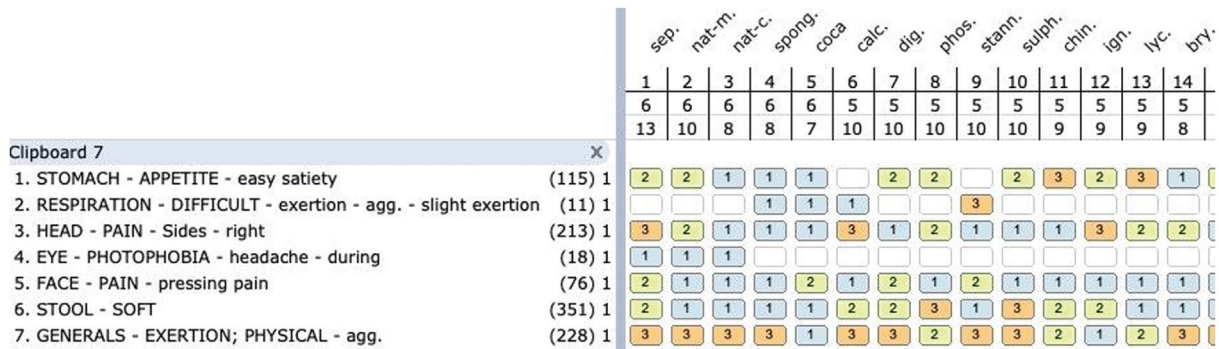 sep. nat-m. nat-c. spong. coca calc. dig. phos. stann. sulph. chin. ign. lyc. bry.
1 2 3 4 5 6 7 8 9 10 11 12 13 14
6 6 6 6 6 5 5 5 5 5 5 5 5 5
13 10 8 8 7 10 10 10 10 10 9 9 9 8
Clipboard 7 X
1. STOMACH - APPETITE - easy satiety (115) 1 2 2 1 1 1 2 2 2 3 2 3 1
2. RESPIRATION - DIFFICULT - exertion - agg. - slight exertion (11) 1 1 1 1 3
3. HEAD - PAIN - Sides - right (213) 1 3 2 1 1 1 3 1 2 1 1 1 3 2 2
4. EYE - PHOTOPHOBIA - headache - during (18) 1 1 1 1
5. FACE - PAIN - pressing pain (76) 1 2 1 1 1 2 1 2 1 2 1 1 1 1 1
6. STOOL - SOFT (351) 1 2 1 1 1 1 2 2 3 1 3 2 2 1 1
7. GENERALS - EXERTION; PHYSICAL - agg. (228) 1 3 3 3 3 1 3 3 2 3 3 2 1 2 3